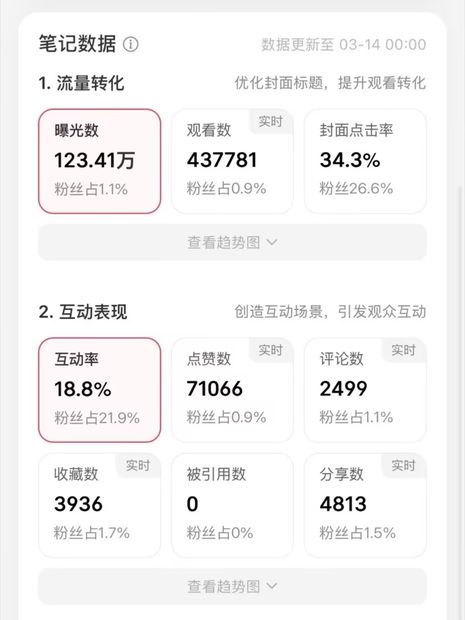 笔记数据 数据更新至 03-14 00:00
1. 流量转化 优化封面标题，提升观看转化
曝光数 观看数 实时 封面点击率
123.41万 437781 34.3%
粉丝占1.1% 粉丝占0.9% 粉丝26.6%
查看趋势图
2. 互动表现 创造互动场景，引发观众互动
互动率 点赞数 实时 评论数 实时
18.8% 71066 2499
粉丝占21.9% 粉丝占0.9% 粉丝占1.1%
收藏数 实时 被引用数 分享数 实时
3936 0 4813
粉丝占1.7% 粉丝占0% 粉丝占1.5%
查看趋势图